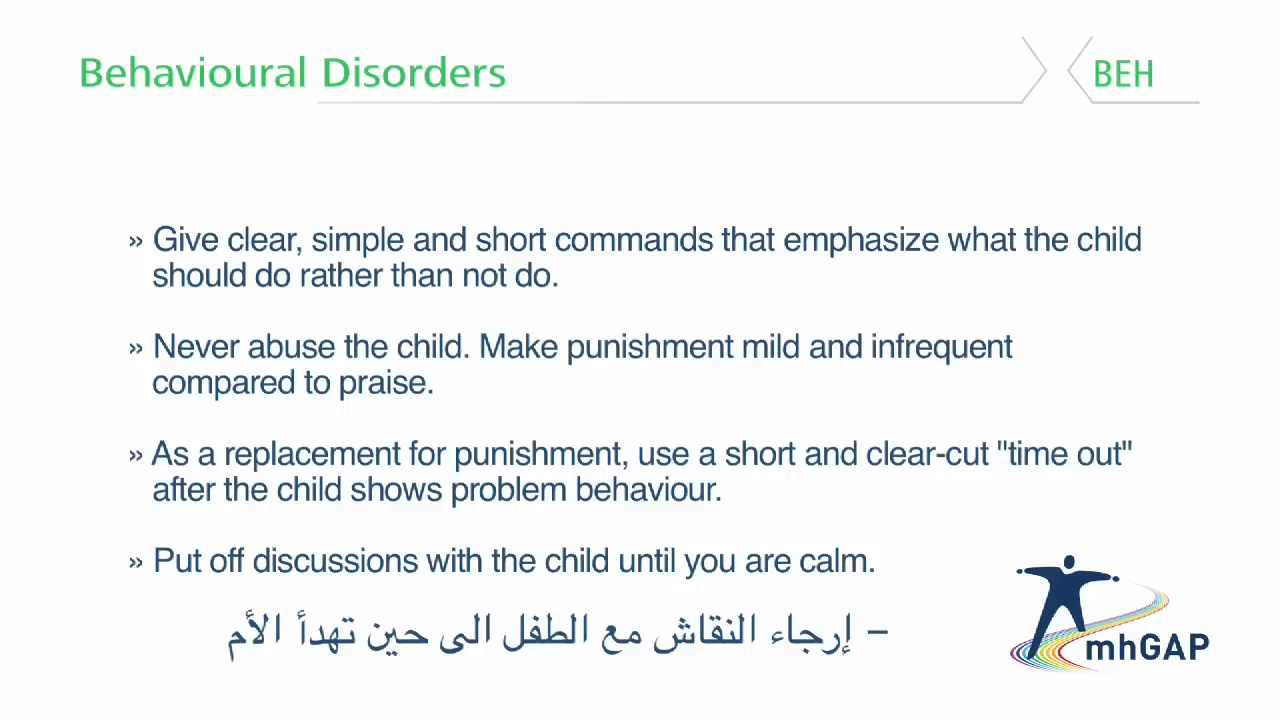 Behavioural Disorders
BEH
» Give clear, simple and short commands that emphasize what the child
should do rather than not do.
» Never abuse the child. Make punishment mild and infrequent
compared to praise.
» As a replacement for punishment, use a short and clear-cut "time out"
after the child shows problem behaviour.
» Put off discussions with the child until you are calm.
– إرجاء النقاش مع الطفل الى حين تهدأ الأم
mhGAP